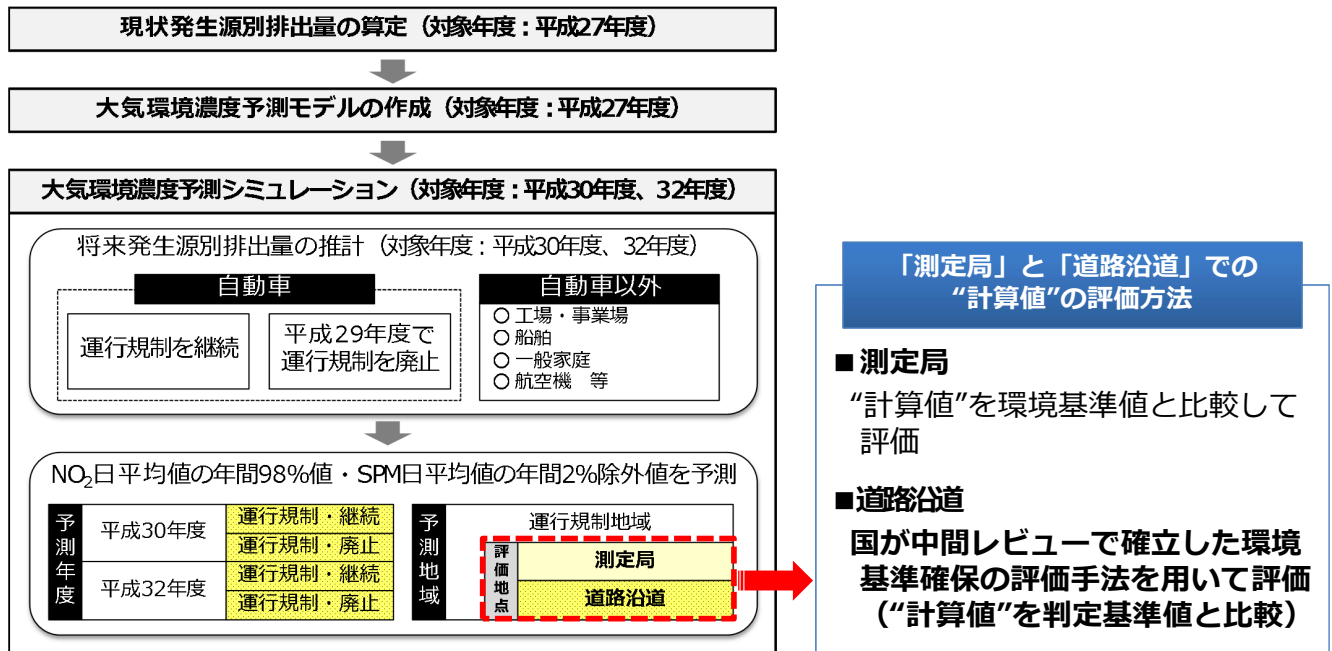 現状発生源別排出量の算定（対象年度：平成27年度）
大気環境濃度予測モデルの作成（対象年度：平成27年度）
大気環境濃度予測シミュレーション（対象年度：平成30年度、32年度）
将来発生源別排出量の推計（対象年度：平成30年度、32年度）
自動車
運行規制を継続
平成29年度で
運行規制を廃止
自動車以外
○工場・事業場
○船舶
○一般家庭
○航空機　等
NO₂日平均値の年間98%値・SPM日平均値の年間2%除外値を予測
予測年度
平成30年度
運行規制・継続
運行規制・廃止
平成32年度
運行規制・継続
運行規制・廃止
予測地域
運行規制地域
評価地点
測定局
道路沿道
「測定局」と「道路沿道」での
“計算値”の評価方法
■測定局
“計算値”を環境基準値と比較して
評価
■道路沿道
国が中間レビューで確立した環境
基準確保の評価手法を用いて評価
（“計算値”を判定基準値と比較）